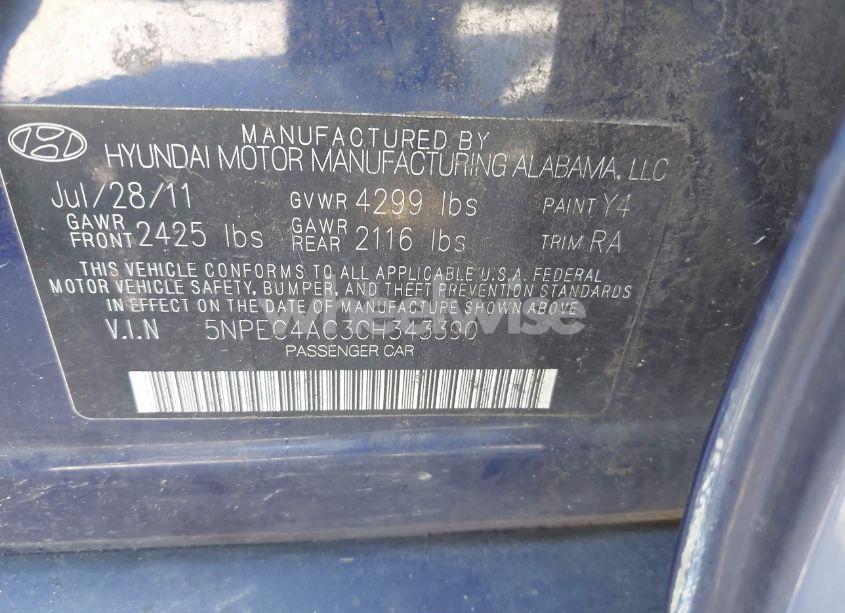 MANUFACTURED BY
HYUNDAI MOTOR MANUFACTURING ALABAMA, LLC
Jul/28/11 GVWR 4299 lbs PAINT Y4
GAWR FRONT 2425 lbs GAWR REAR 2116 lbs TRIM RA
THIS VEHICLE CONFORMS TO ALL APPLICABLE U.S.A. FEDERAL
MOTOR VEHICLE SAFETY, BUMPER, AND THEFT PREVENTION STANDARDS
IN EFFECT ON THE DATE OF MANUFACTURE SHOWN ABOVE
V.I.N 5NPEC4AC3CH343390
PASSENGER CAR
wheelwise